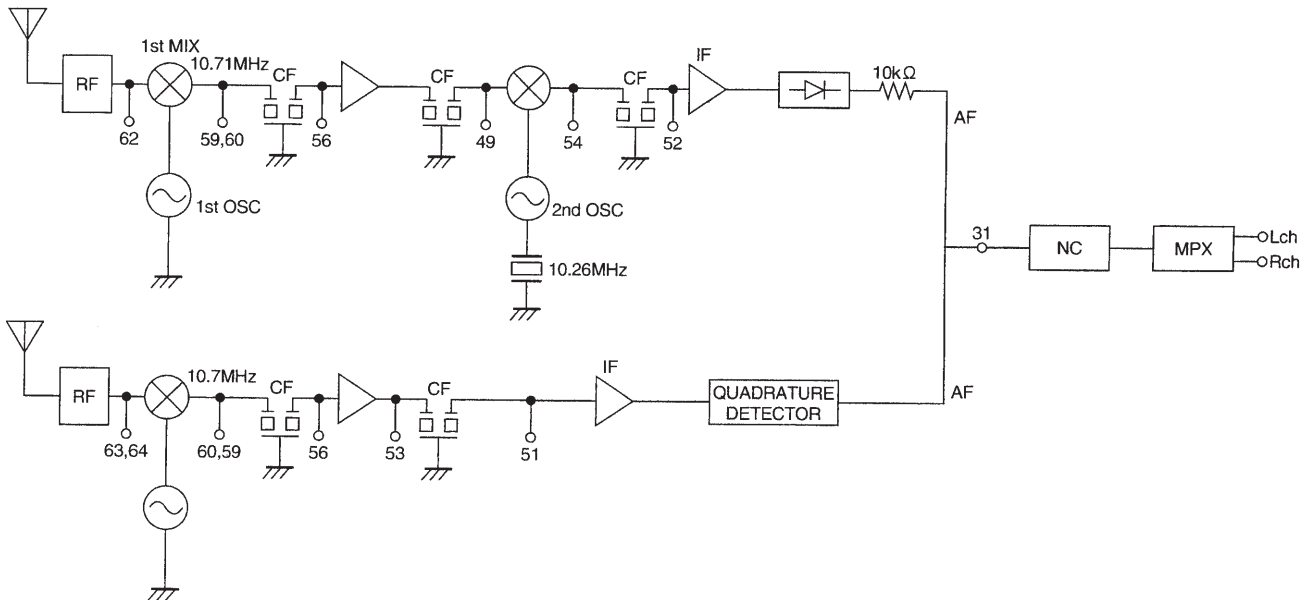 1st MIX
RF
10.71MHz
CF
CF
CF
IF
10kΩ
AF
62
59,60
56
49
54
52
1st OSC
2nd OSC
10.26MHz
31
NC
MPX
Lch
Rch
RF
10.7MHz
CF
CF
IF
QUADRATURE
DETECTOR
AF
63,64
60,59
56
53
51